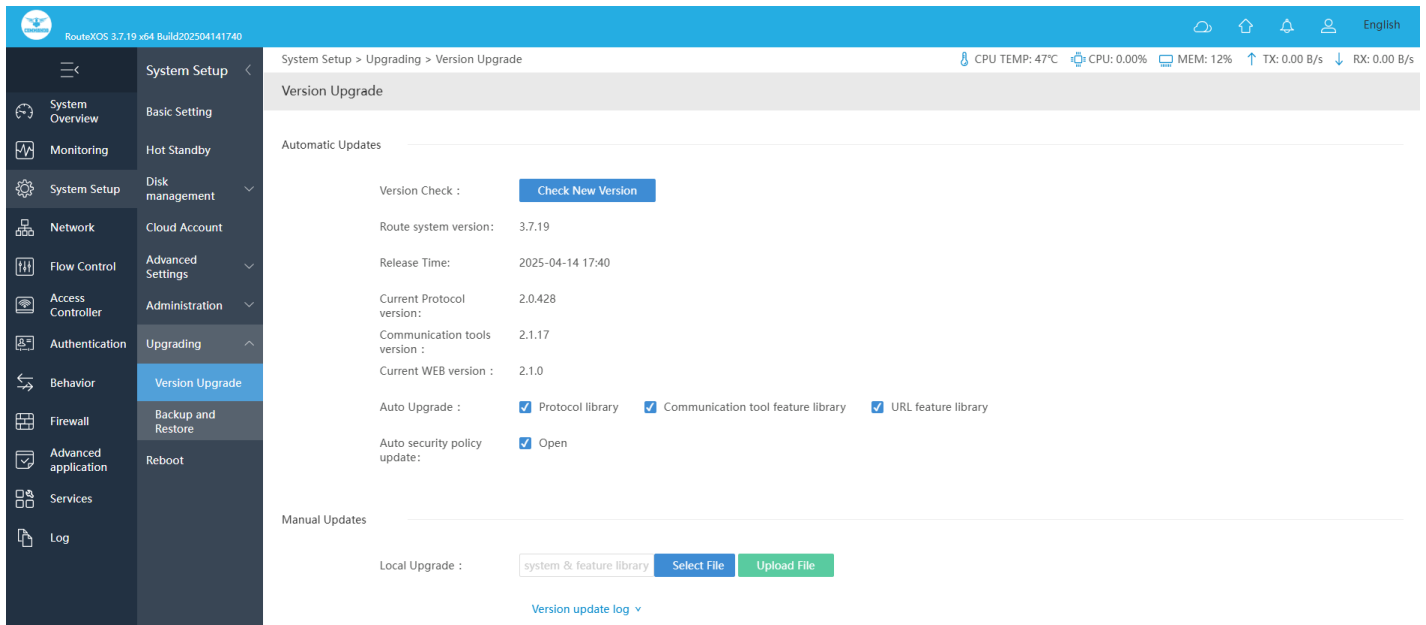 RouteXOS 3.7.19 x64 Build202504141740
English
System Setup
System Setup > Upgrading > Version Upgrade
CPU TEMP: 47℃
CPU: 0.00%
MEM: 12%
TX: 0.00 B/s
RX: 0.00 B/s
Version Upgrade
System
Overview
Monitoring
System Setup
Network
Flow Control
Access
Controller
Authentication
Behavior
Firewall
Advanced
application
Services
Log
Basic Setting
Hot Standby
Disk
management
Cloud Account
Advanced
Settings
Administration
Upgrading
Version Upgrade
Backup and
Restore
Reboot
Automatic Updates
Version Check :
Check New Version
Route system version:
3.7.19
Release Time:
2025-04-14 17:40
Current Protocol
version:
2.0.428
Communication tools
version :
2.1.17
Current WEB version :
2.1.0
Auto Upgrade :
Protocol library
Communication tool feature library
URL feature library
Auto security policy
update:
Open
Manual Updates
Local Upgrade :
system & feature library
Select File
Upload File
Version update log